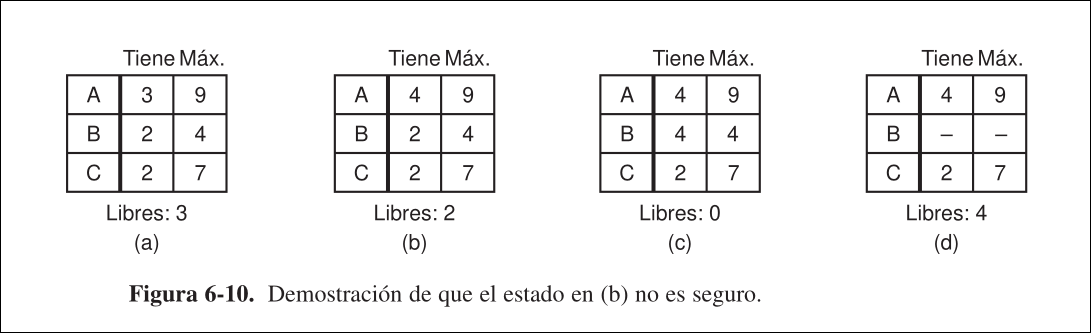 Tiene Máx. Tiene Máx. Tiene Máx. Tiene Máx.
A 3 9 A 4 9 A 4 9 A 4 9
B 2 4 B 2 4 B 4 4 B – –
C 2 7 C 2 7 C 2 7 C 2 7
Libres: 3 Libres: 2 Libres: 0 Libres: 4
(a) (b) (c) (d)
Figura 6-10. Demostración de que el estado en (b) no es seguro.